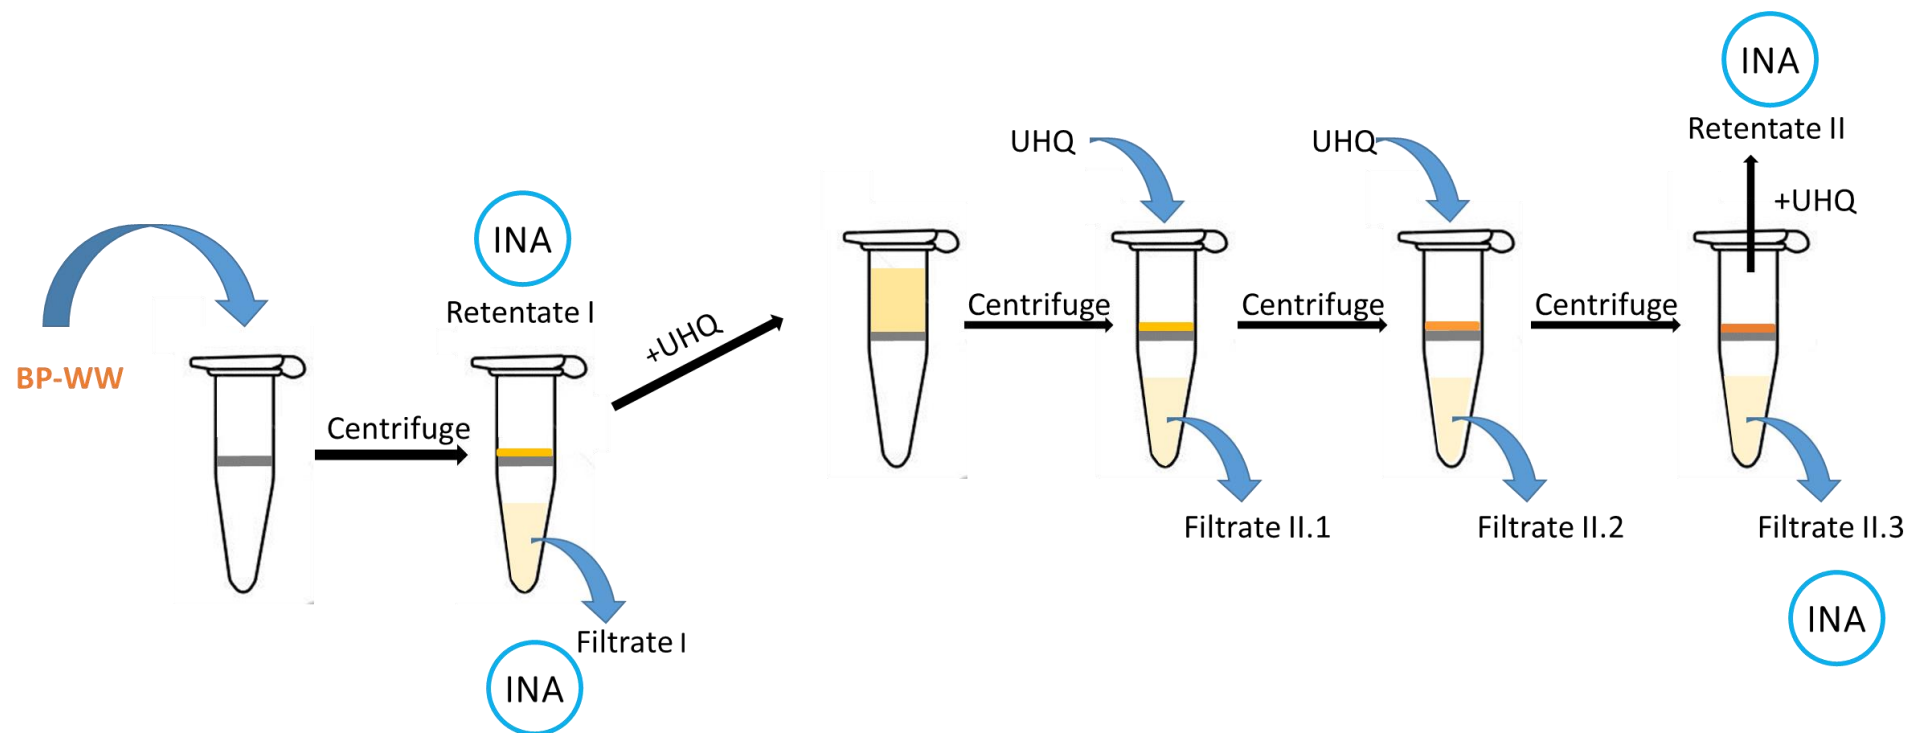 BP-WW
Centrifuge
INA
Retentate I
Filtrate I
INA
+UHQ
Centrifuge
UHQ
Filtrate II.1
Centrifuge
UHQ
Filtrate II.2
Centrifuge
INA
Retentate II
+UHQ
Filtrate II.3
INA